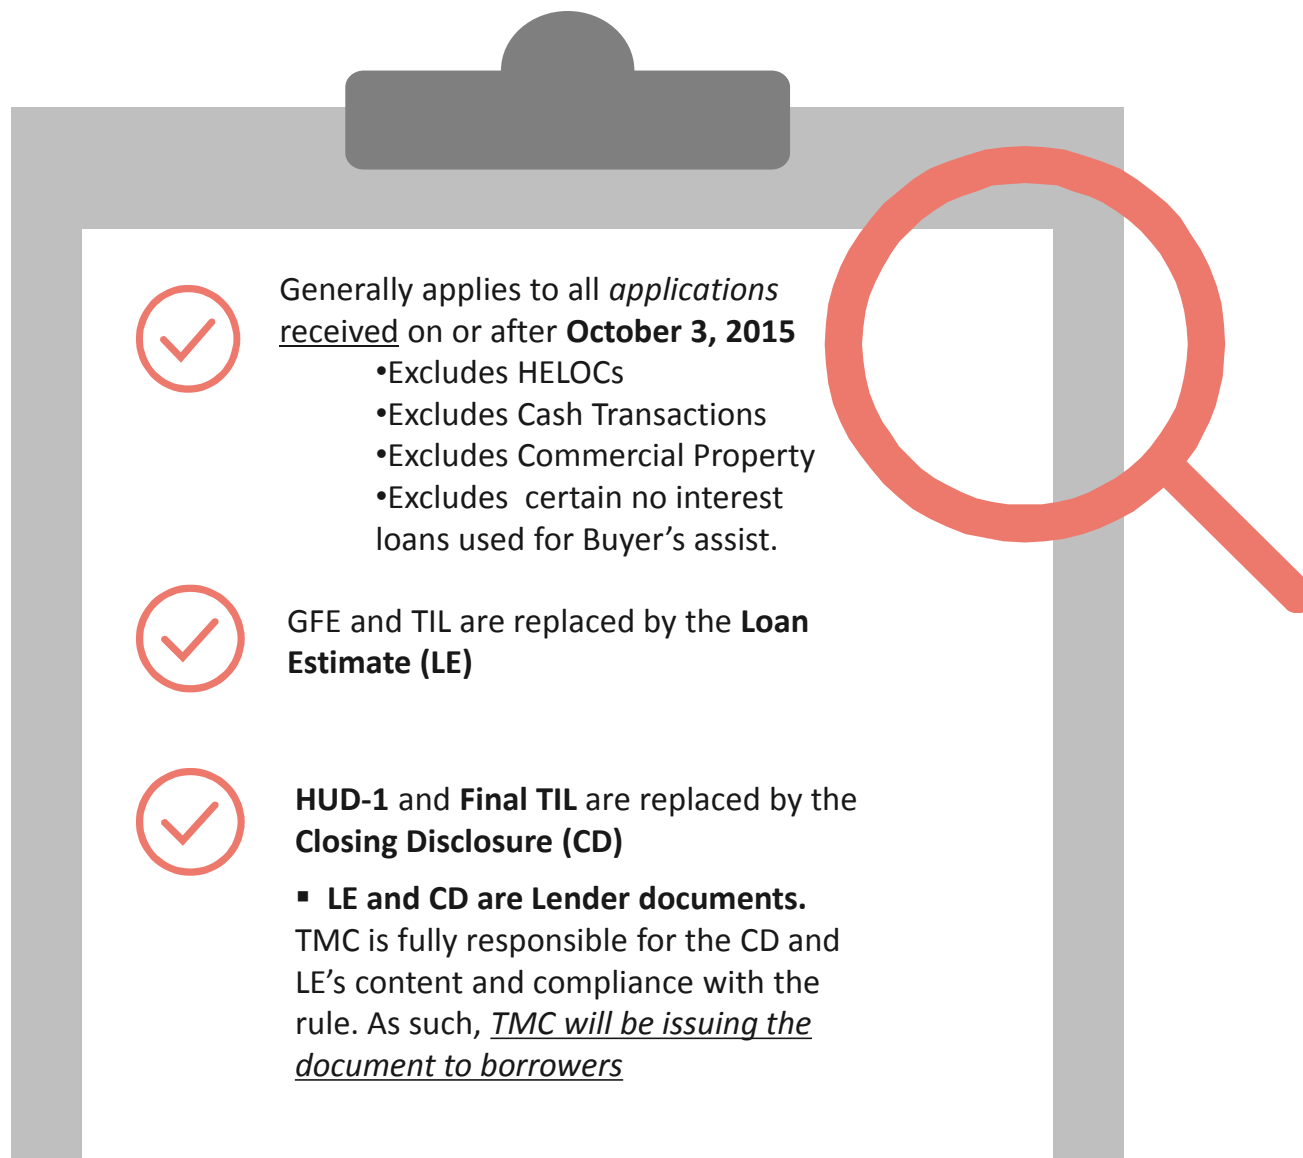 Generally applies to all applications
received on or after October 3, 2015
•Excludes HELOCs
•Excludes Cash Transactions
•Excludes Commercial Property
•Excludes  certain no interest
loans used for Buyer’s assist.
GFE and TIL are replaced by the Loan
Estimate (LE)
HUD-1 and Final TIL are replaced by the
Closing Disclosure (CD)
▪ LE and CD are Lender documents.
TMC is fully responsible for the CD and
LE’s content and compliance with the
rule. As such, TMC will be issuing the
document to borrowers